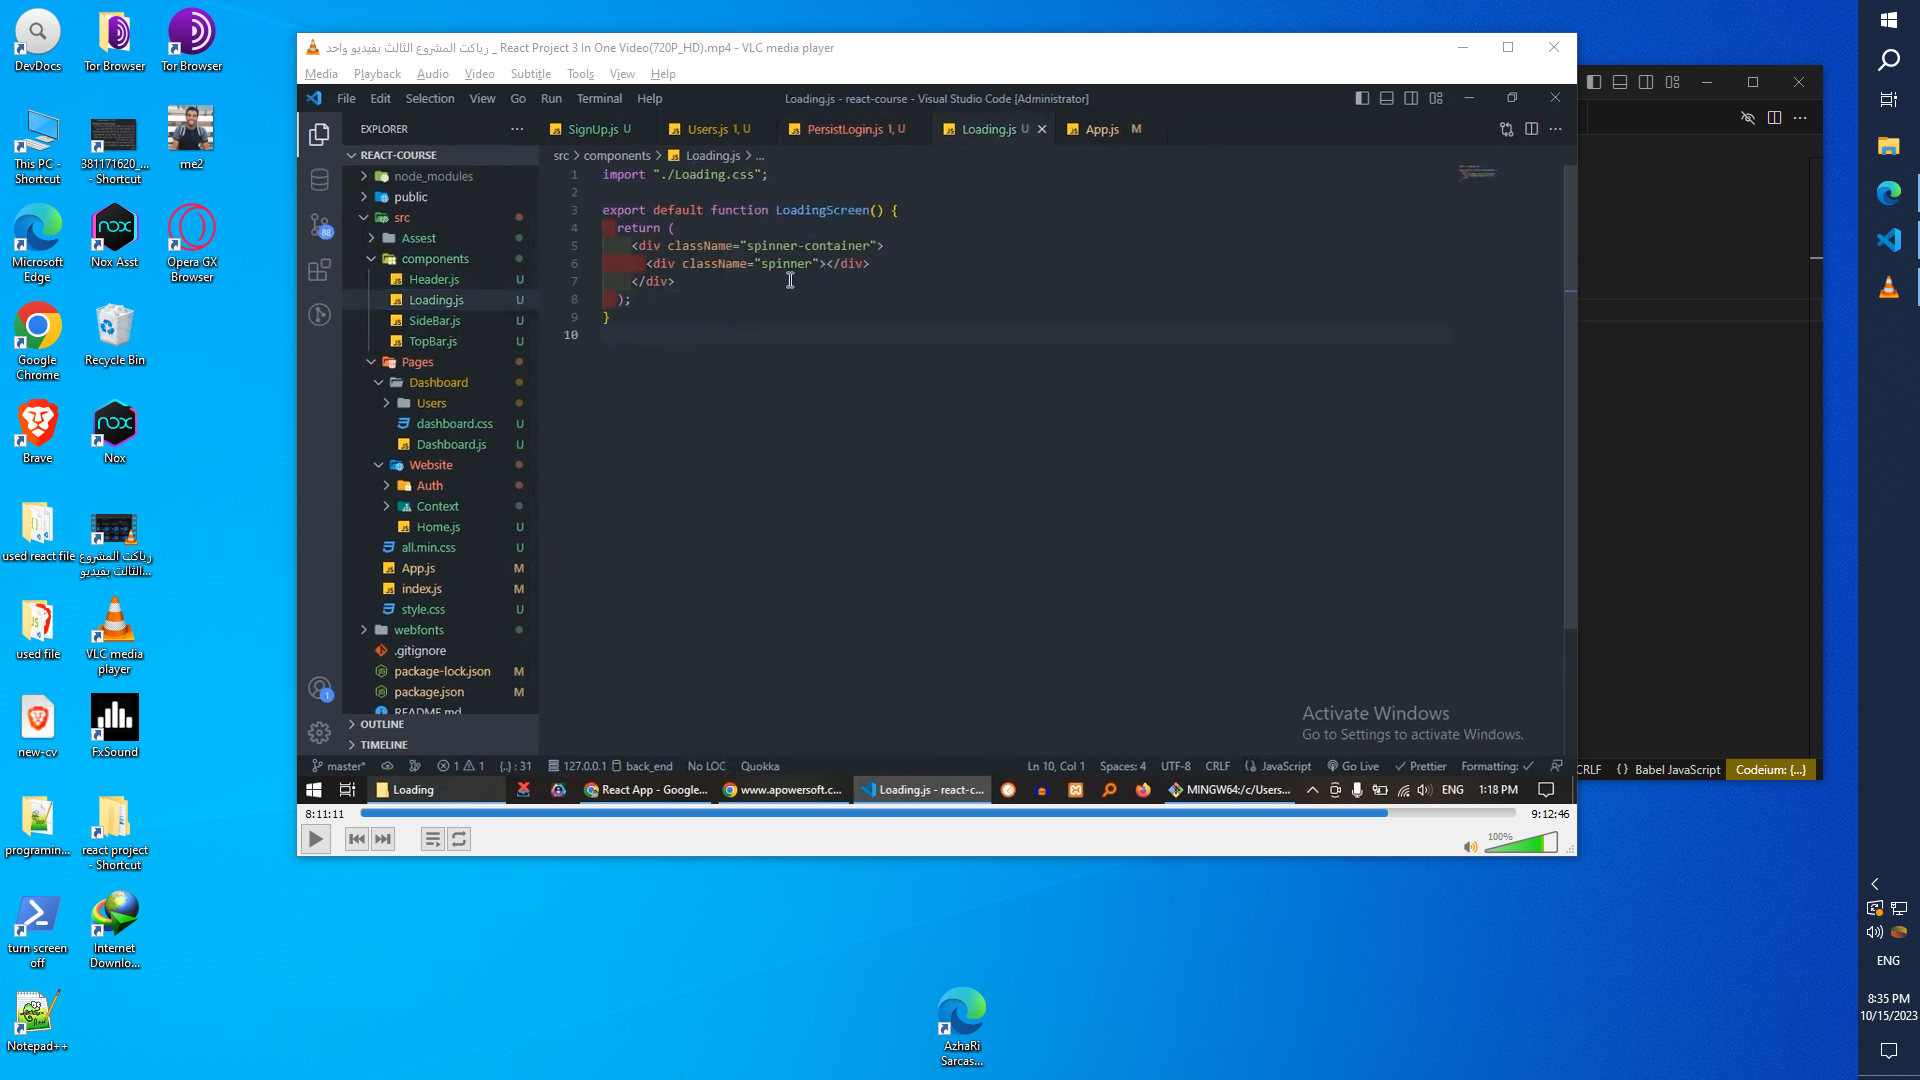 DevDocs
Tor Browser
Tor Browser
This PC - Shortcut
381171620_... - Shortcut
me2
Microsoft Edge
Nox Asst
Opera GX Browser
Google Chrome
Recycle Bin
Brave
Nox
used react file
رياكت المشروع الثالث بفيديو...
used file
VLC media player
new-cv
FxSound
programin...
react project - Shortcut
turn screen off
Internet Downlo...
Notepad++
AzhaRi Sarcas...
رياكت المشروع الثالث بفيديو واحد _ React Project 3 In One Video(720P_HD).mp4 - VLC media player
Media Playback Audio Video Subtitle Tools View Help
File Edit Selection View Go Run Terminal Help
Loading.js - react-course - Visual Studio Code [Administrator]
EXPLORER
SignUp.js U
Users.js 1, U
PersistLogin.js 1, U
Loading.js U
App.js M
REACT-COURSE
src > components > Loading.js > ...
node_modules
public
src
Assest
components
Header.js U
Loading.js U
SideBar.js U
TopBar.js U
Pages
Dashboard
Users
dashboard.css U
Dashboard.js U
Website
Auth
Context
Home.js U
all.min.css U
App.js M
index.js M
style.css U
webfonts
.gitignore
package-lock.json M
package.json M
README.md
OUTLINE
TIMELINE
88
1
1 import "./Loading.css";
2
3 export default function LoadingScreen() {
4 return (
5 <div className="spinner-container">
6 <div className="spinner"></div>
7 </div>
8 );
9 }
10
Activate Windows
Go to Settings to activate Windows.
master* 1 1 {..} : 31 127.0.0.1 back_end No LOC Quokka
Ln 10, Col 1 Spaces: 4 UTF-8 CRLF JavaScript Go Live Prettier Formatting:
Loading
React App - Google...
www.apowersoft.c...
Loading.js - react-c...
MINGW64:/c/Users...
ENG 1:18 PM
8:11:11
9:12:46
100%
CRLF {} Babel JavaScript Codeium: {...}
ENG
8:35 PM
10/15/2023